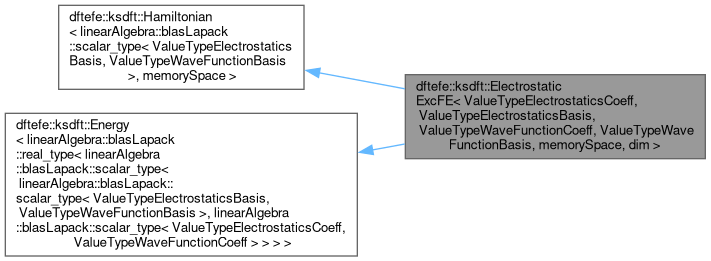 dftefe::ksdft::Hamiltonian
< linearAlgebra::blasLapack
::scalar_type< ValueTypeElectrostatics
Basis, ValueTypeWaveFunctionBasis
>, memorySpace >
dftefe::ksdft::Electrostatic
ExcFE< ValueTypeElectrostaticsCoeff,
ValueTypeElectrostaticsBasis,
ValueTypeWaveFunctionCoeff, ValueTypeWave
FunctionBasis, memorySpace, dim >
dftefe::ksdft::Energy
< linearAlgebra::blasLapack
::real_type< linearAlgebra
::blasLapack::scalar_type<
linearAlgebra::blasLapack::
scalar_type< ValueTypeElectrostaticsBasis,
ValueTypeWaveFunctionBasis >, linearAlgebra
::blasLapack::scalar_type< ValueTypeElectrostaticsCoeff,
ValueTypeWaveFunctionCoeff > > > >